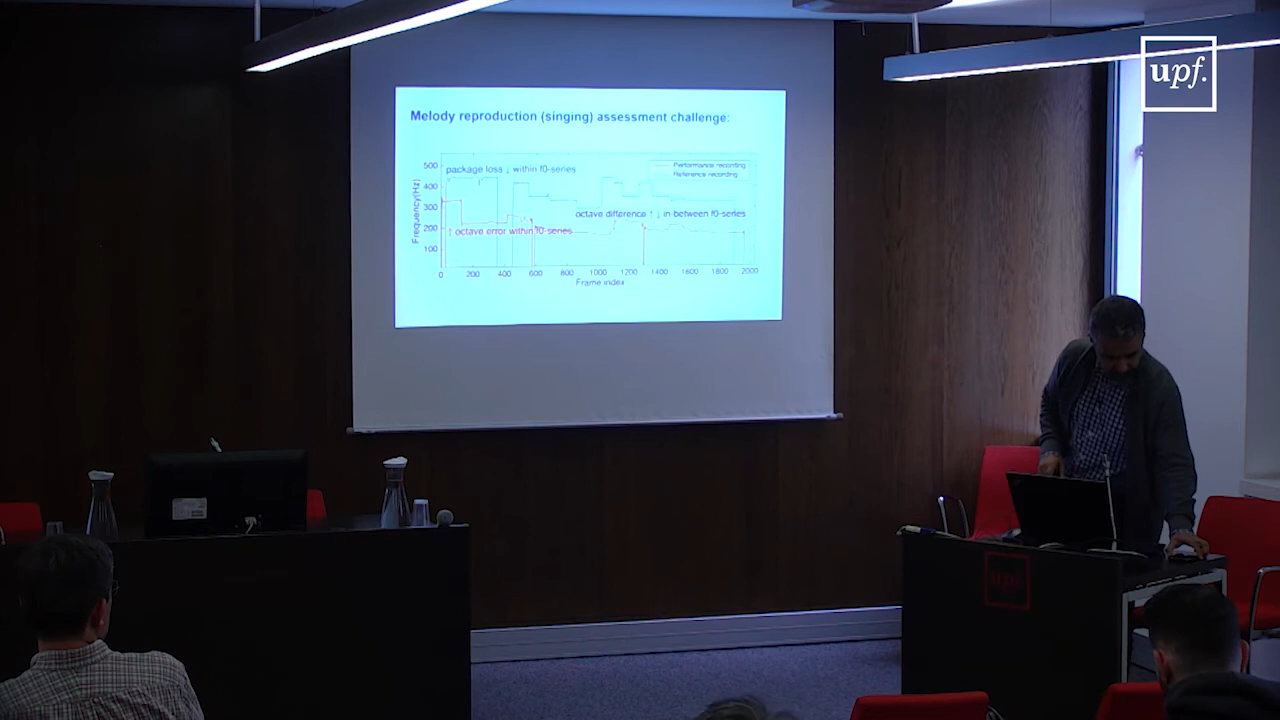 upf.
Melody reproduction (singing) assessment challenge:
Performance recording
Reference recording
package loss ↓ within f0-series
octave difference ↑ ↓ in between f0-series
↑ octave error within f0-series
Frequency(Hz)
500
400
300
200
100
0 200 400 600 800 1000 1200 1400 1600 1800 2000
Frame index
upf.